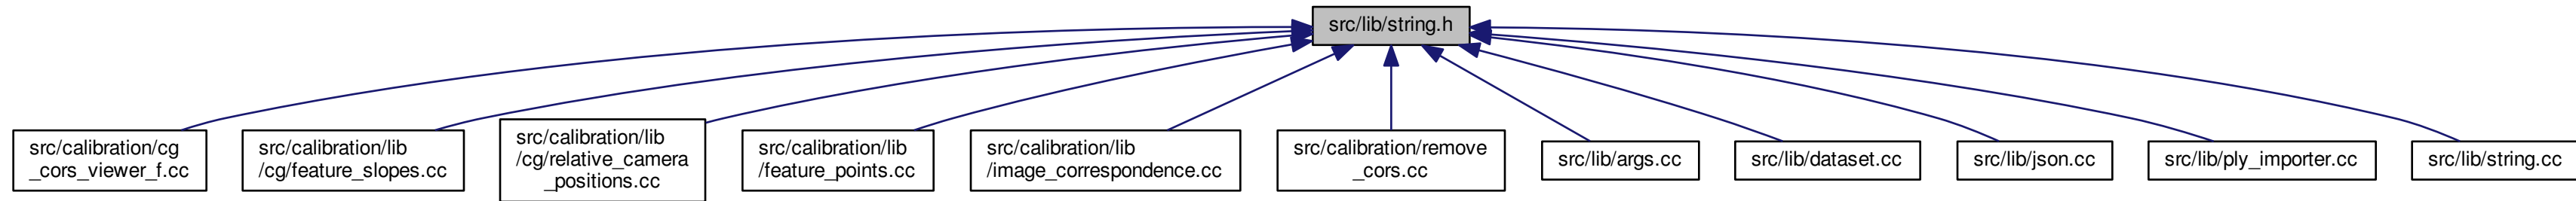 src/lib/string.h
src/calibration/cg
_cors_viewer_f.cc
src/calibration/lib
/cg/feature_slopes.cc
src/calibration/lib
/cg/relative_camera
_positions.cc
src/calibration/lib
/feature_points.cc
src/calibration/lib
/image_correspondence.cc
src/calibration/remove
_cors.cc
src/lib/args.cc
src/lib/dataset.cc
src/lib/json.cc
src/lib/ply_importer.cc
src/lib/string.cc